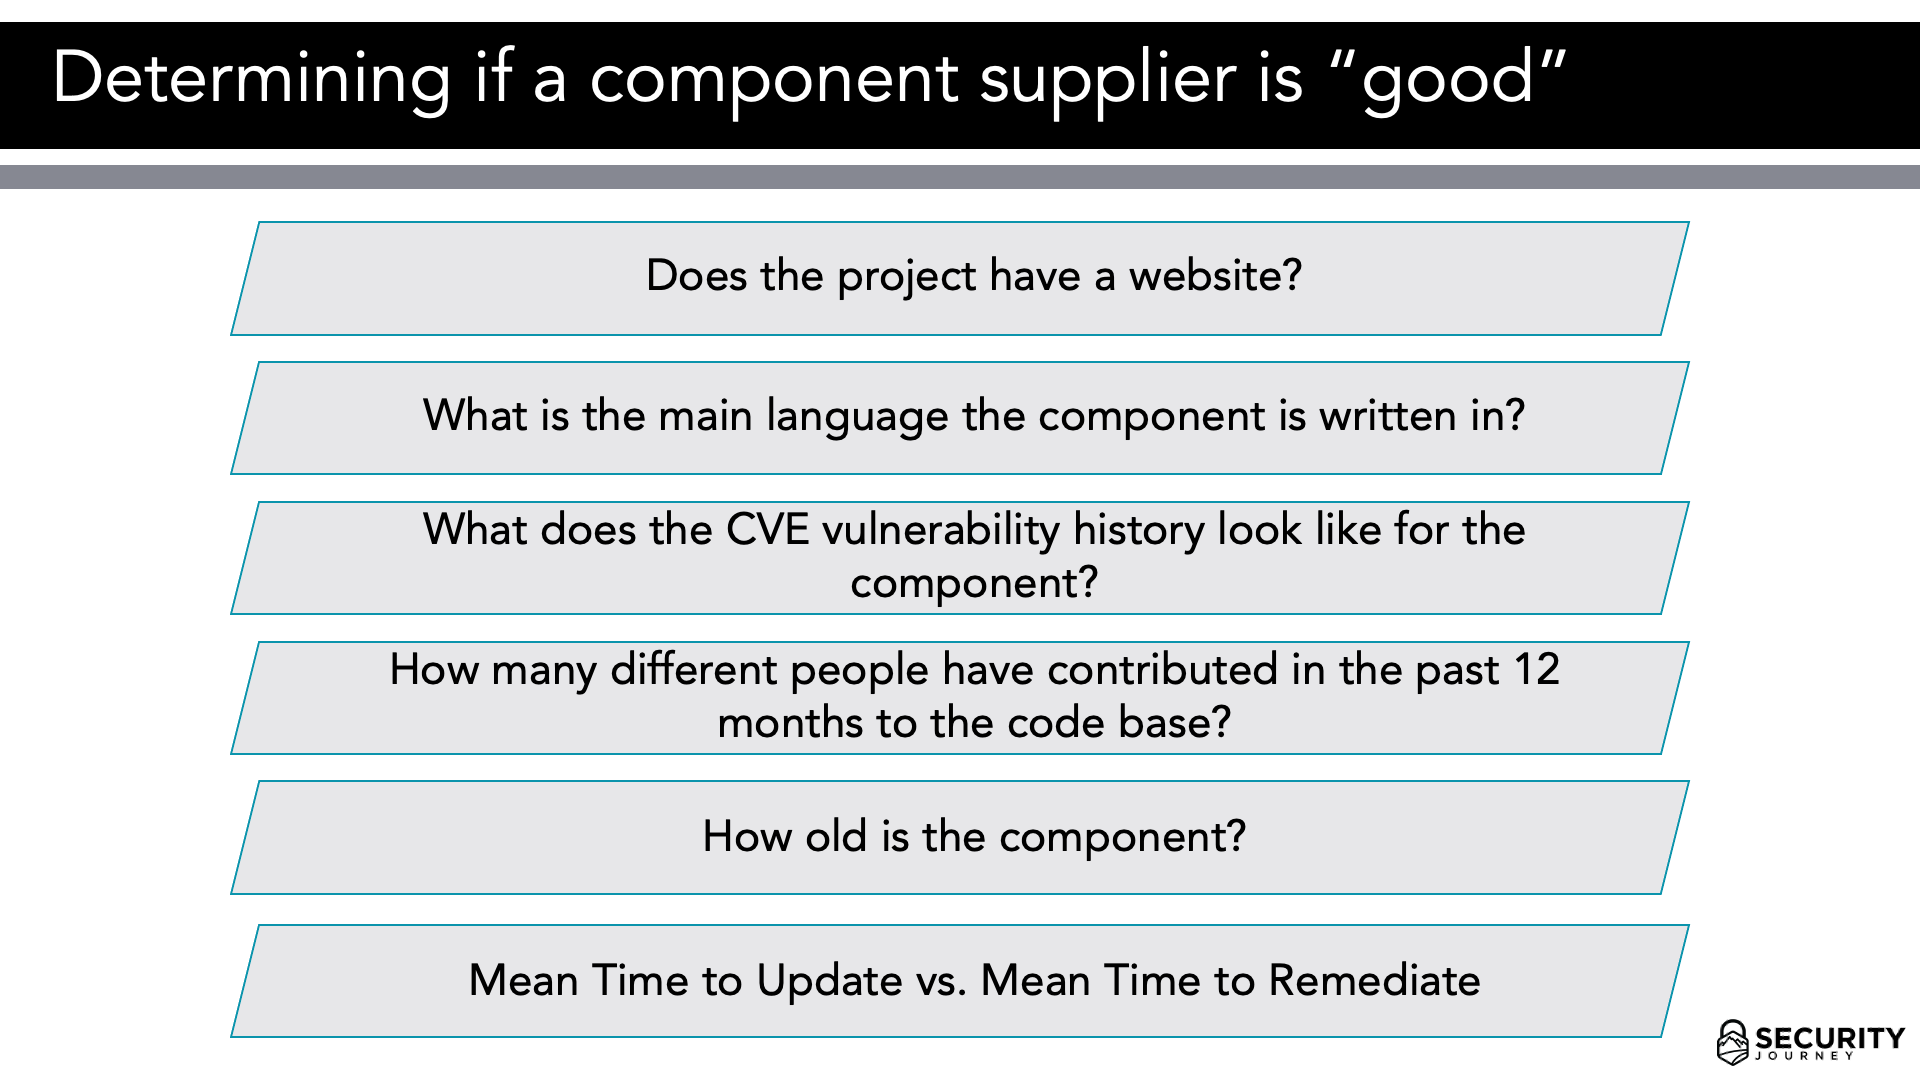 Determining if a component supplier is “good”
Does the project have a website?
What is the main language the component is written in?
What does the CVE vulnerability history look like for the
component?
How many different people have contributed in the past 12
months to the code base?
How old is the component?
Mean Time to Update vs. Mean Time to Remediate
SECURITY
JOURNEY